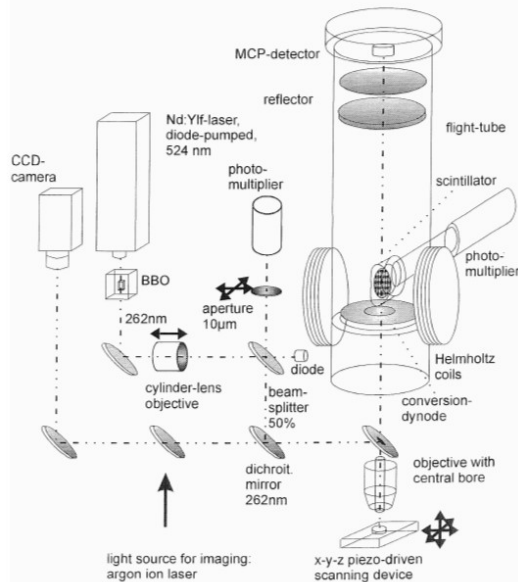 MCP-detector
reflector
Nd:Ylf-laser,
diode-pumped,
524 nm
flight-tube
CCD-
camera
photo-
multiplier
scintillator
photo-
multiplier
BBO
aperture
10µm
262nm
diode
Helmholtz
coils
cylinder-lens
objective
beam-
splitter
50%
conversion-
dynode
dichroit.
mirror
262nm
objective with
central bore
light source for imaging:
argon ion laser
x-y-z piezo-driven
scanning device